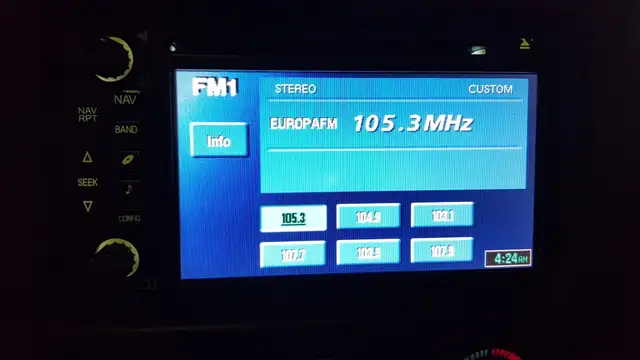 FM1
STEREO
CUSTOM
NAV
NAV
RPT
BAND
EUROPAFM 105.3MHz
Info
SEEK
CONFIG
105.3
107.7
4:24AM